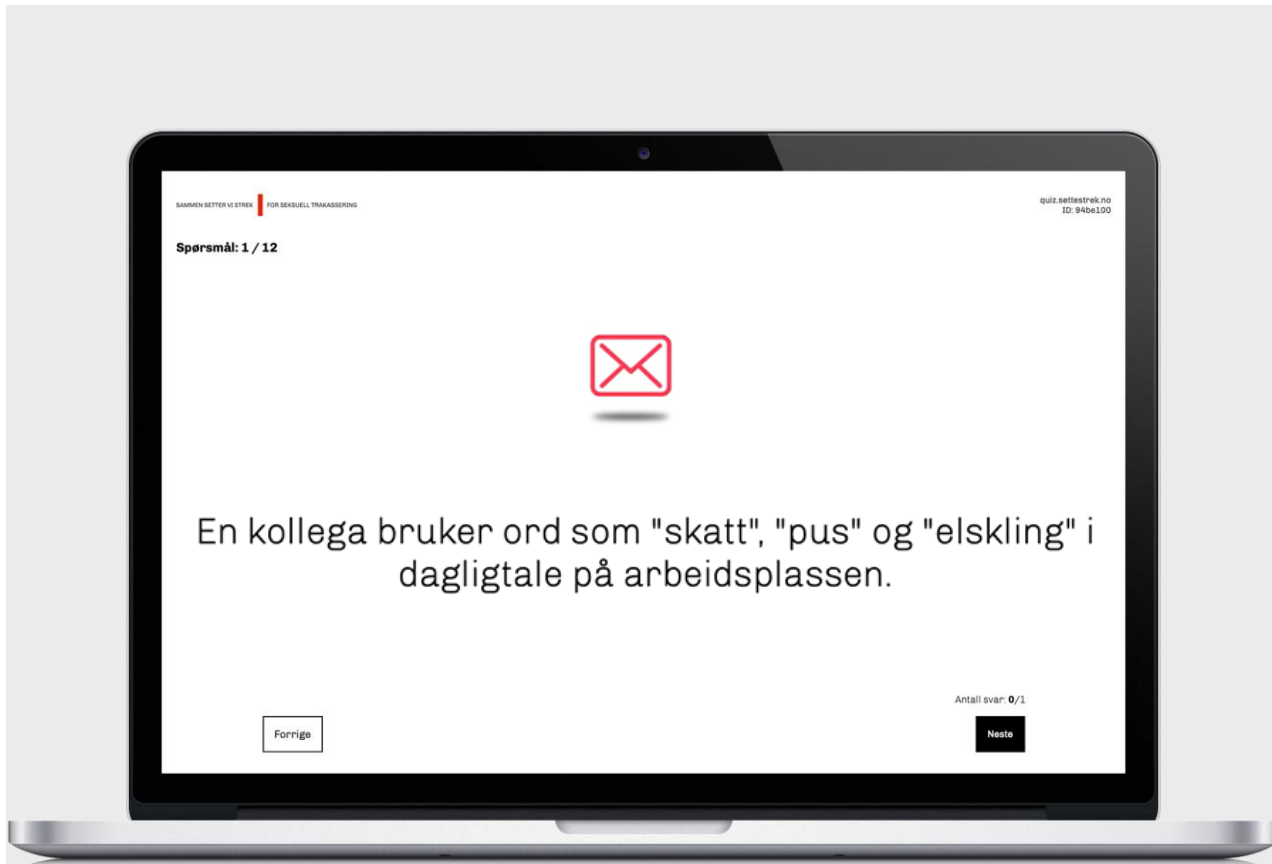 SAMMEN SETTER VI STREK FOR SEKSUELL TRAKASSERING
quiz.settestrek.no
ID: 94be100
Spørsmål: 1 / 12
En kollega bruker ord som "skatt", "pus" og "elskling" i
dagligtale på arbeidsplassen.
Antall svar: 0/1
Forrige
Neste